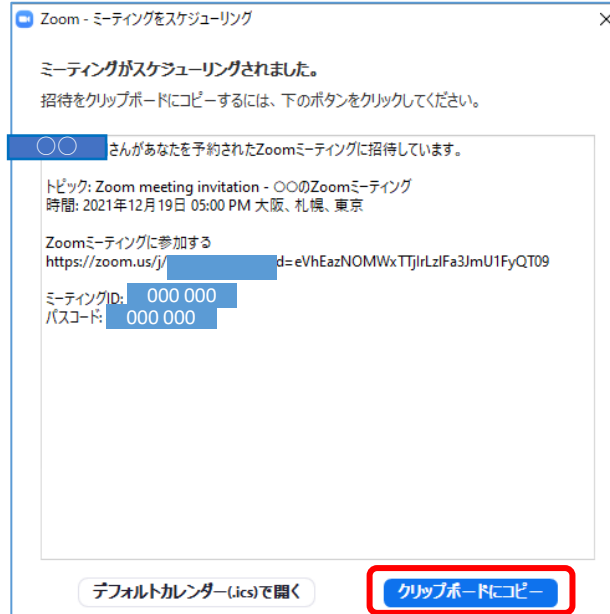 Zoom - ミーティングをスケジューリング
ミーティングがスケジューリングされました。
招待をクリップボードにコピーするには、下のボタンをクリックしてください。
〇〇 さんがあなたを予約されたZoomミーティングに招待しています。
トピック: Zoom meeting invitation - 〇〇のZoomミーティング
時間: 2021年12月19日 05:00 PM 大阪、札幌、東京
Zoomミーティングに参加する
https://zoom.us/j/ d=eVhEazNOMWxTTjlrLzlFa3JmU1FyQT09
ミーティングID: 000 000
パスコード: 000 000
デフォルトカレンダー(.ics)で開く
クリップボードにコピー